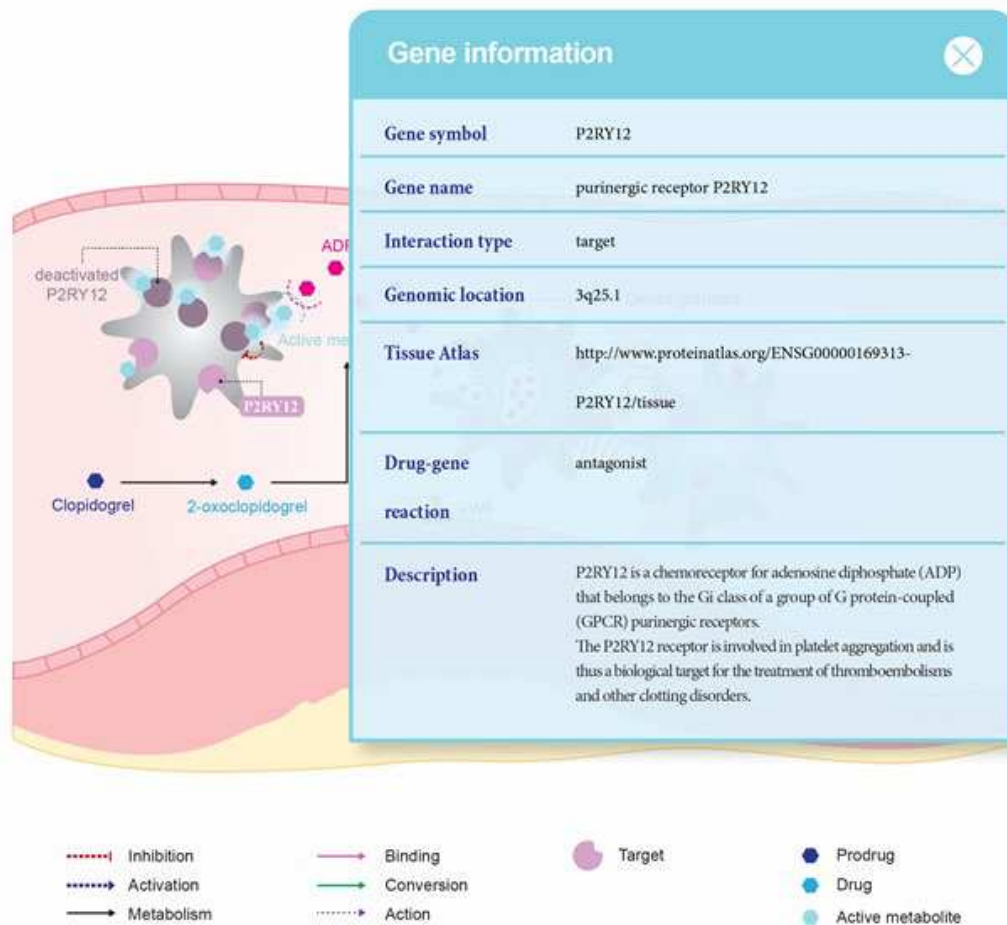 Gene information
Gene symbol P2RY12
Gene name purinergic receptor P2RY12
Interaction type target
Genomic location 3q25.1
Tissue Atlas http://www.proteinatlas.org/ENSG00000169313-
P2RY12/tissue
Drug-gene antagonist
reaction
Description P2RY12 is a chemoreceptor for adenosine diphosphate (ADP)
that belongs to the Gi class of a group of G protein-coupled
(GPCR) purinergic receptors.
The P2RY12 receptor is involved in platelet aggregation and is
thus a biological target for the treatment of thromboembolisms
and other clotting disorders.
ADP
deactivated
P2RY12
Active
P2RY12
Clopidogrel
2-oxoclopidogrel
Inhibition
Activation
Metabolism
Binding
Conversion
Action
Target
Prodrug
Drug
Active metabolite